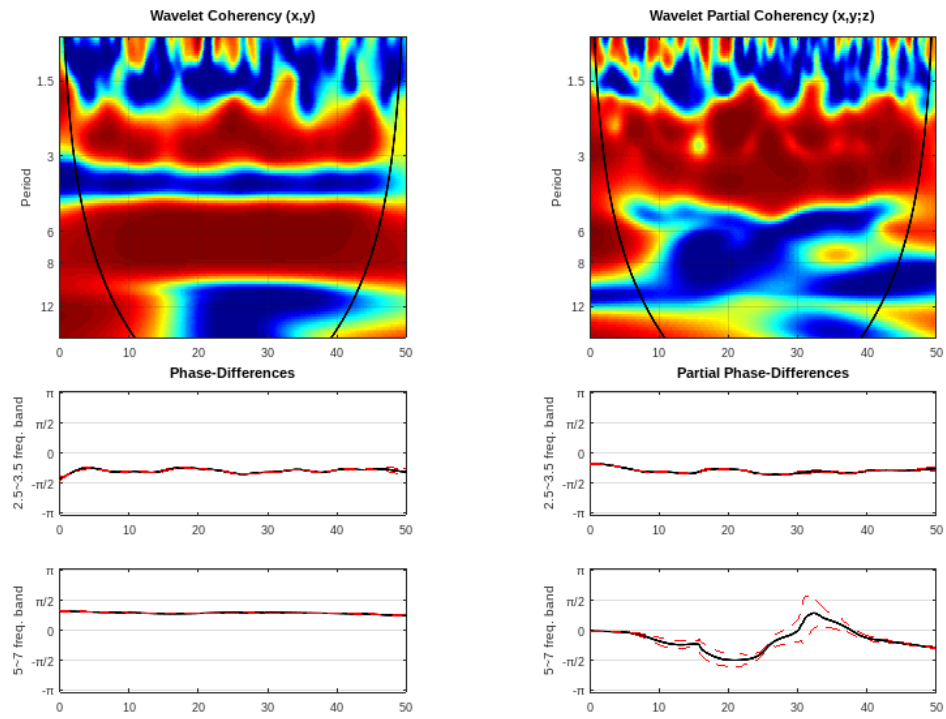 Wavelet Coherency (x,y)
Period
1.5
3
6
8
12
0 10 20 30 40 50
Wavelet Partial Coherency (x,y;z)
Period
1.5
3
6
8
12
0 10 20 30 40 50
Phase-Differences
2.5~3.5 freq. band
π
π/2
0
-π/2
-π
0 10 20 30 40 50
Partial Phase-Differences
2.5~3.5 freq. band
π
π/2
0
-π/2
-π
0 10 20 30 40 50
5~7 freq. band
π
π/2
0
-π/2
-π
0 10 20 30 40 50
5~7 freq. band
π
π/2
0
-π/2
-π
0 10 20 30 40 50